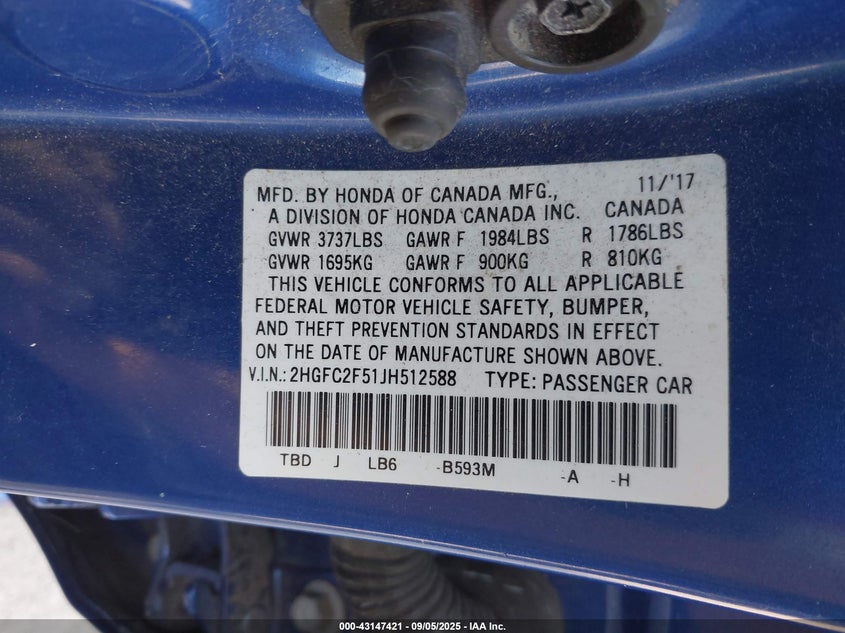 MFD. BY HONDA OF CANADA MFG., 11/'17
A DIVISION OF HONDA CANADA INC. CANADA
GVWR 3737LBS GAWR F 1984LBS R 1786LBS
GVWR 1695KG GAWR F 900KG R 810KG
THIS VEHICLE CONFORMS TO ALL APPLICABLE
FEDERAL MOTOR VEHICLE SAFETY, BUMPER,
AND THEFT PREVENTION STANDARDS IN EFFECT
ON THE DATE OF MANUFACTURE SHOWN ABOVE.
V.I.N.: 2HGFC2F51JH512588 TYPE: PASSENGER CAR
TBD J LB6 -B593M -A -H
000-43147421 | 09/05/2025 | IAA Inc.